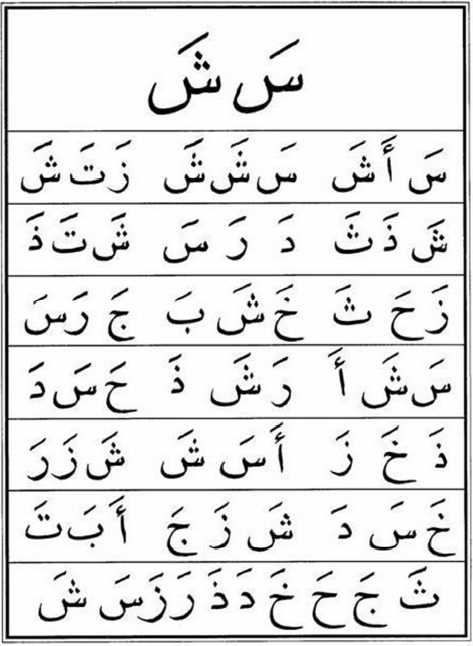 سَ شَ
سَ أَ شَ سَ شَ شَ زَ تَ شَ
شَ ذَ ثَ دَ رَ سَ شَ تَ ذَ
زَ حَ ثَ خَ شَ بَ جَ رَ سَ
سَ شَ أَ رَ شَ ذَ حَ سَ دَ
ذَ خَ زَ أَ سَ شَ شَ زَ رَ
خَ سَ دَ شَ زَ جَ أَ بَ تَ
ثَ جَ حَ خَ دَ ذَ رَ زَ سَ شَ